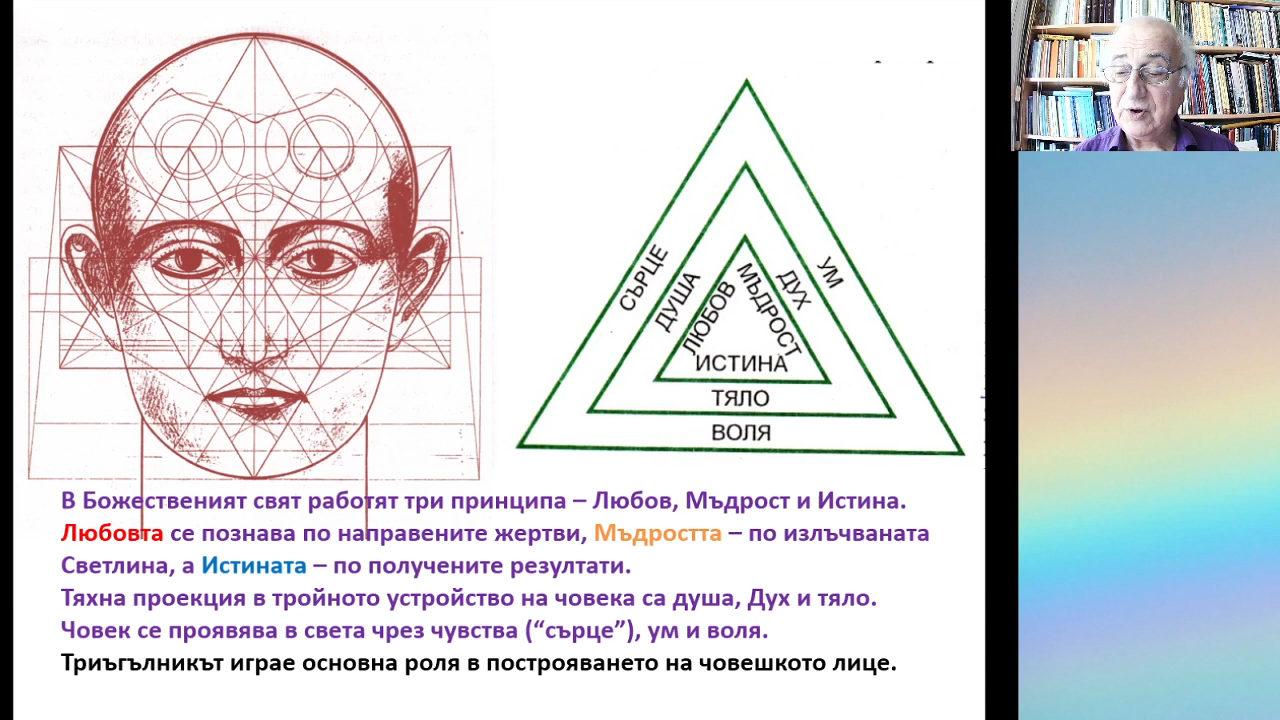 СЪРЦЕ
ДУША
ЛЮБОВ
МЪДРОСТ
ДУХ
УМ
ИСТИНА
ТЯЛО
ВОЛЯ
В Божественият свят работят три принципа – Любов, Мъдрост и Истина.
Любовта се познава по направените жертви, Мъдростта – по излъчваната
Светлина, а Истината – по получените резултати.
Тяхна проекция в тройното устройство на човека са душа, Дух и тяло.
Човек се проявява в света чрез чувства (“сърце”), ум и воля.
Триъгълникът играе основна роля в построяването на човешкото лице.